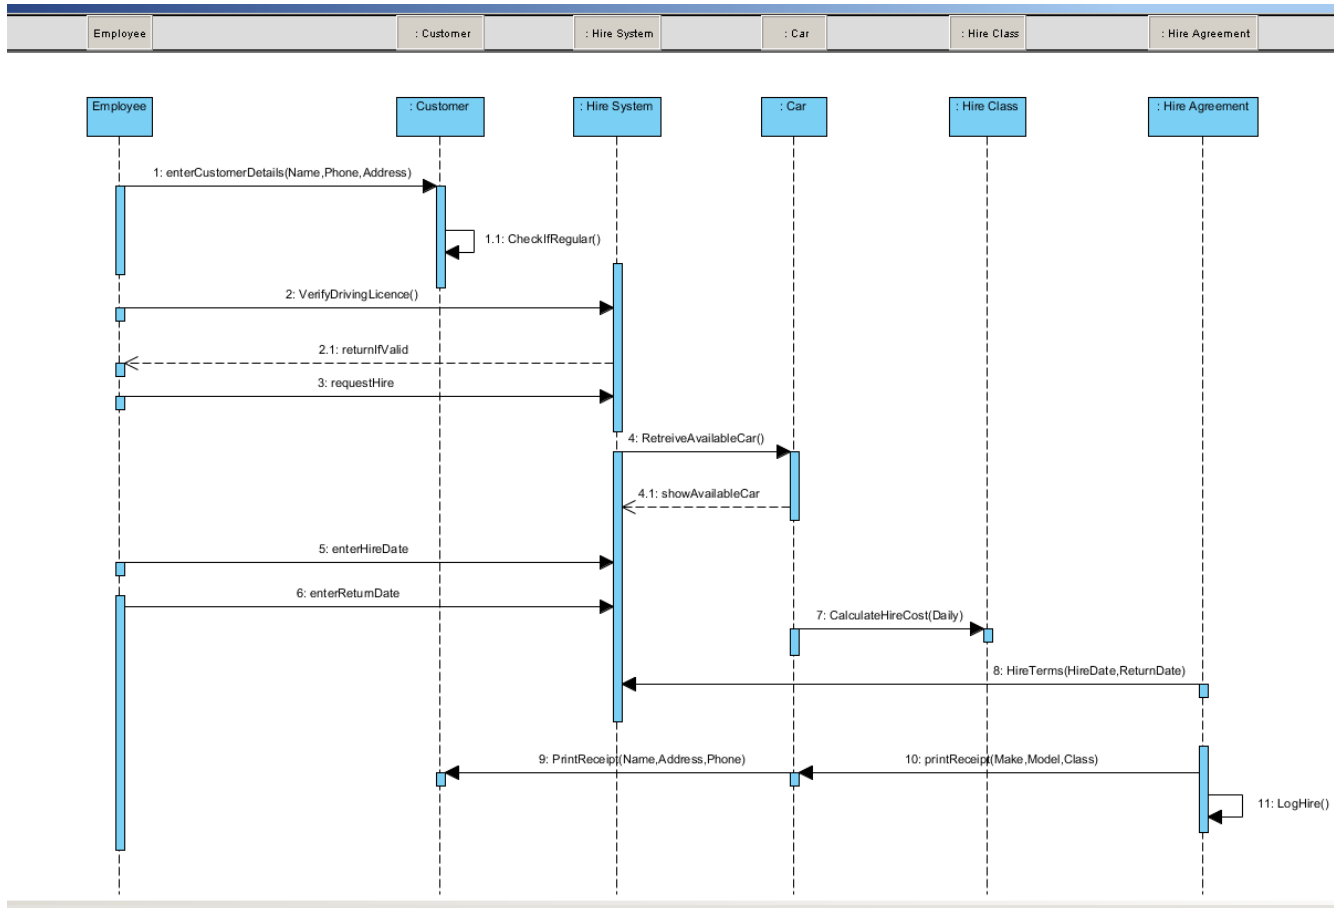 Employee
: Customer
: Hire System
: Car
: Hire Class
: Hire Agreement
Employee
: Customer
: Hire System
: Car
: Hire Class
: Hire Agreement
1: enterCustomerDetails(Name,Phone,Address)
1.1: CheckIfRegular()
2: VerifyDrivingLicence()
2.1: returnIfValid
3: requestHire
4: RetreiveAvailableCar()
4.1: showAvailableCar
5: enterHireDate
6: enterReturnDate
7: CalculateHireCost(Daily)
8: HireTerms(HireDate,ReturnDate)
9: PrintReceipt(Name,Address,Phone)
10: printReceipt(Make,Model,Class)
11: LogHire()